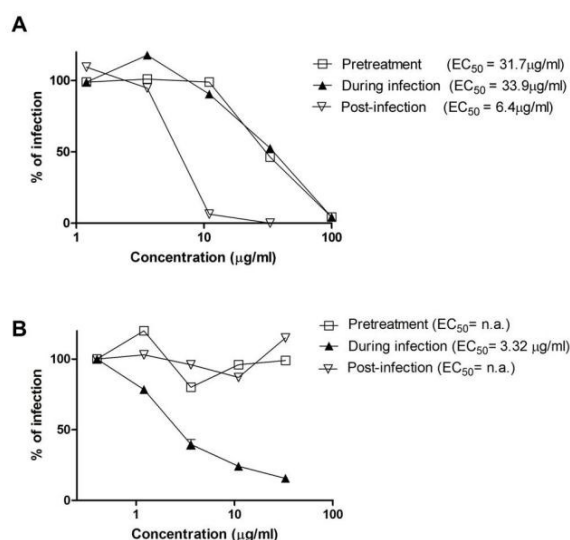 A
Pretreatment (EC50 = 31.7μg/ml)
During infection (EC50 = 33.9μg/ml)
Post-infection (EC50 = 6.4μg/ml)
% of infection
100
50
0
1 10 100
Concentration (μg/ml)
B
Pretreatment (EC50= n.a.)
During infection (EC50= 3.32 μg/ml)
Post-infection (EC50= n.a.)
% of infection
100
50
0
1 10 100
Concentration (μg/ml)